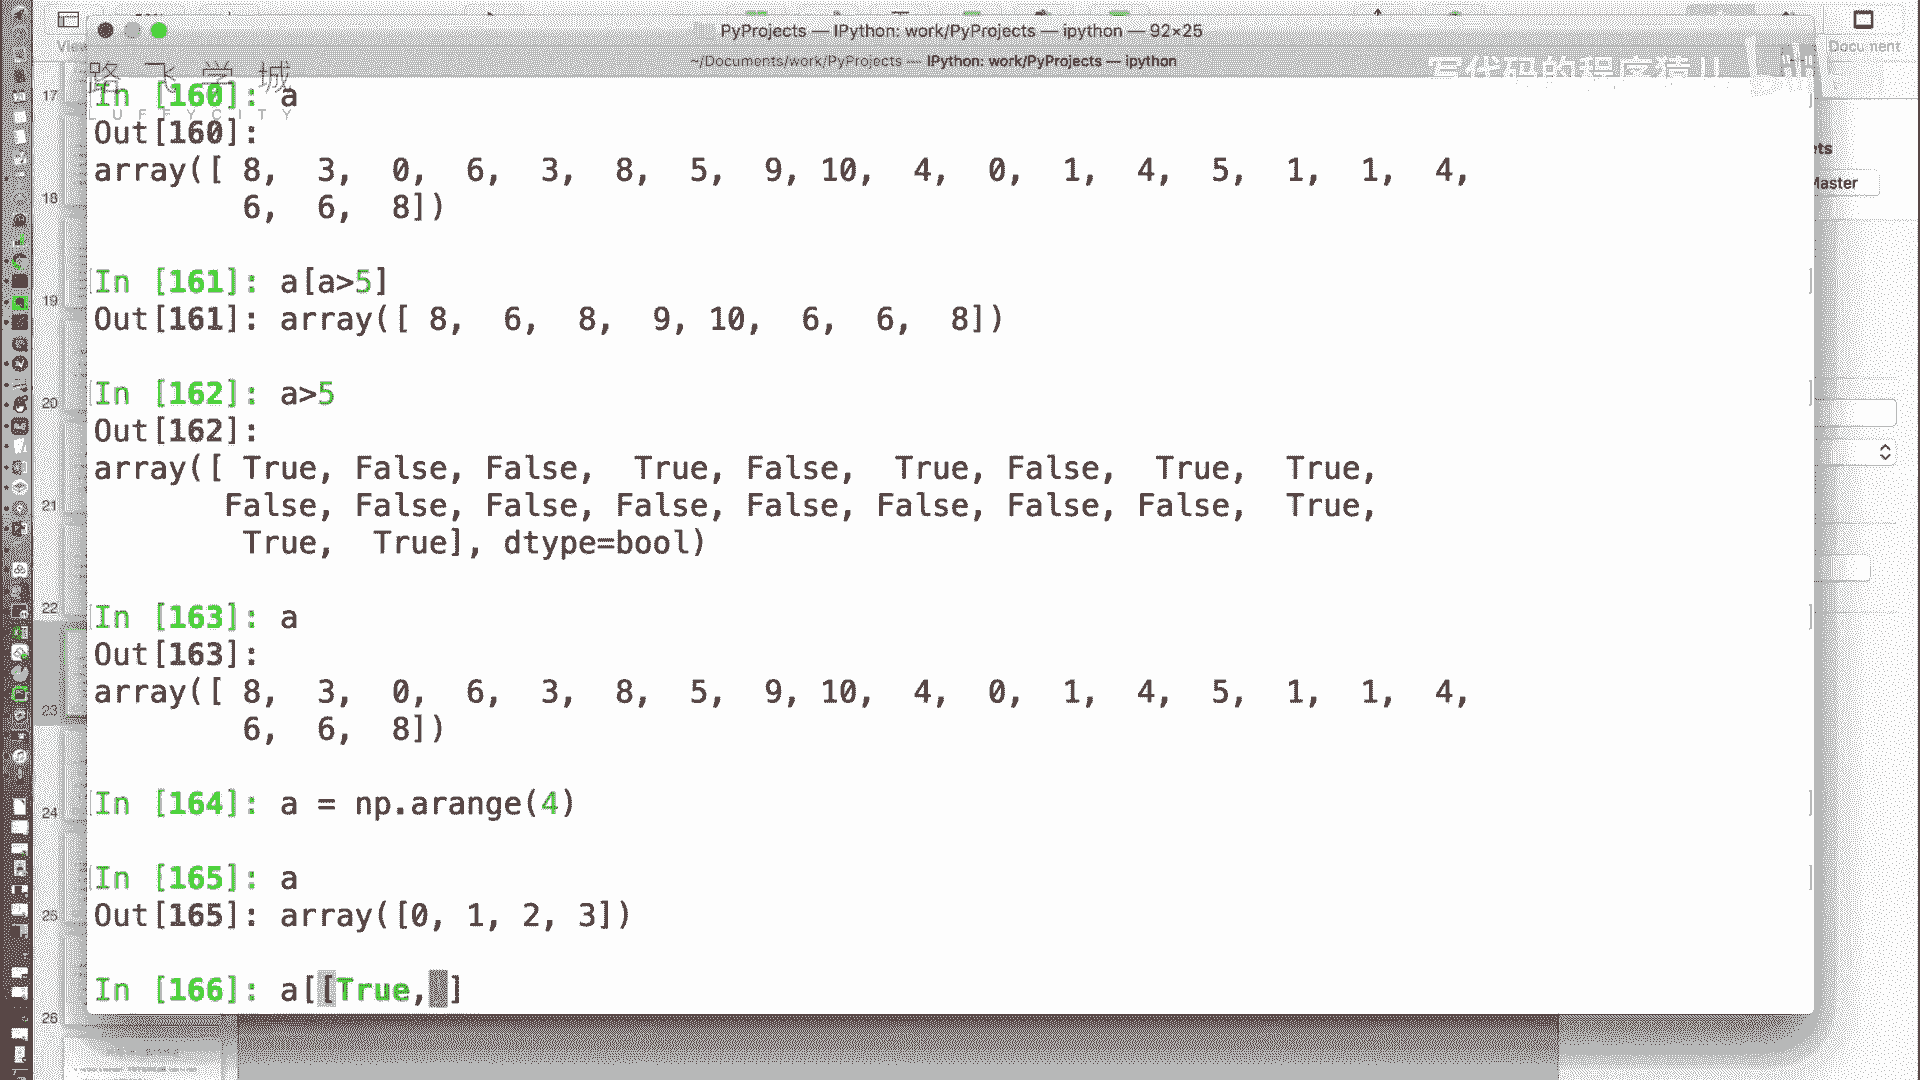 PyProjects — IPython: work/PyProjects — ipython — 92×25
~/Documents/work/PyProjects — IPython: work/PyProjects — ipython
Document
路飞学城
LUFFYCITY
写代码的程序猿
Master
17
18
19
20
21
22
23
24
25
26
In [160]: a
Out[160]:
array([ 8,  3,  0,  6,  3,  8,  5,  9, 10,  4,  0,  1,  4,  5,  1,  1,  4,
        6,  6,  8])
In [161]: a[a>5]
Out[161]: array([ 8,  6,  8,  9, 10,  6,  6,  8])
In [162]: a>5
Out[162]:
array([ True, False, False,  True, False,  True, False,  True,  True,
       False, False, False, False, False, False, False, False,  True,
        True,  True], dtype=bool)
In [163]: a
Out[163]:
array([ 8,  3,  0,  6,  3,  8,  5,  9, 10,  4,  0,  1,  4,  5,  1,  1,  4,
        6,  6,  8])
In [164]: a = np.arange(4)
In [165]: a
Out[165]: array([0, 1, 2, 3])
In [166]: a[[True, ]